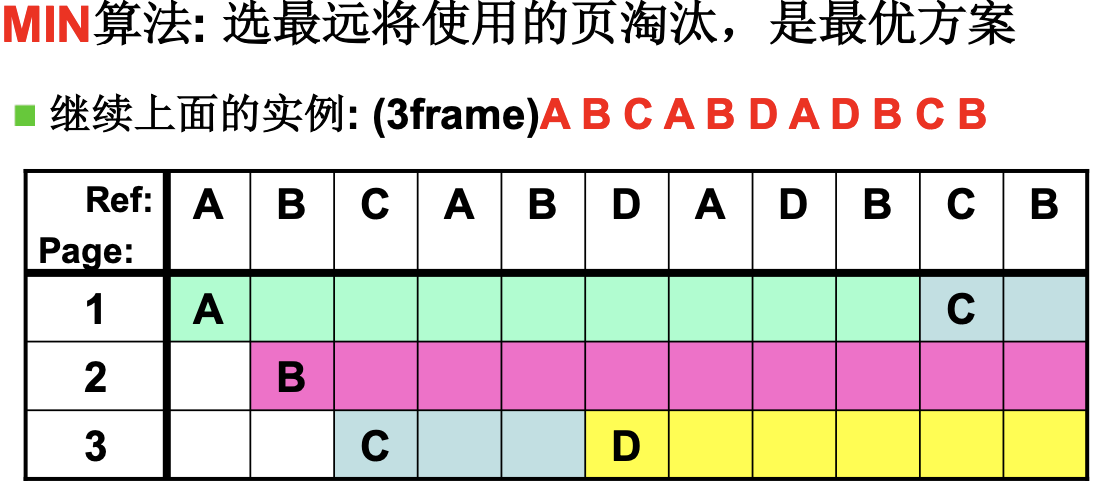 MIN算法: 选最远将使用的页淘汰，是最优方案
继续上面的实例: (3frame)A B C A B D A D B C B
Ref: A B C A B D A D B C B
Page:
1 A C
2 B
3 C D